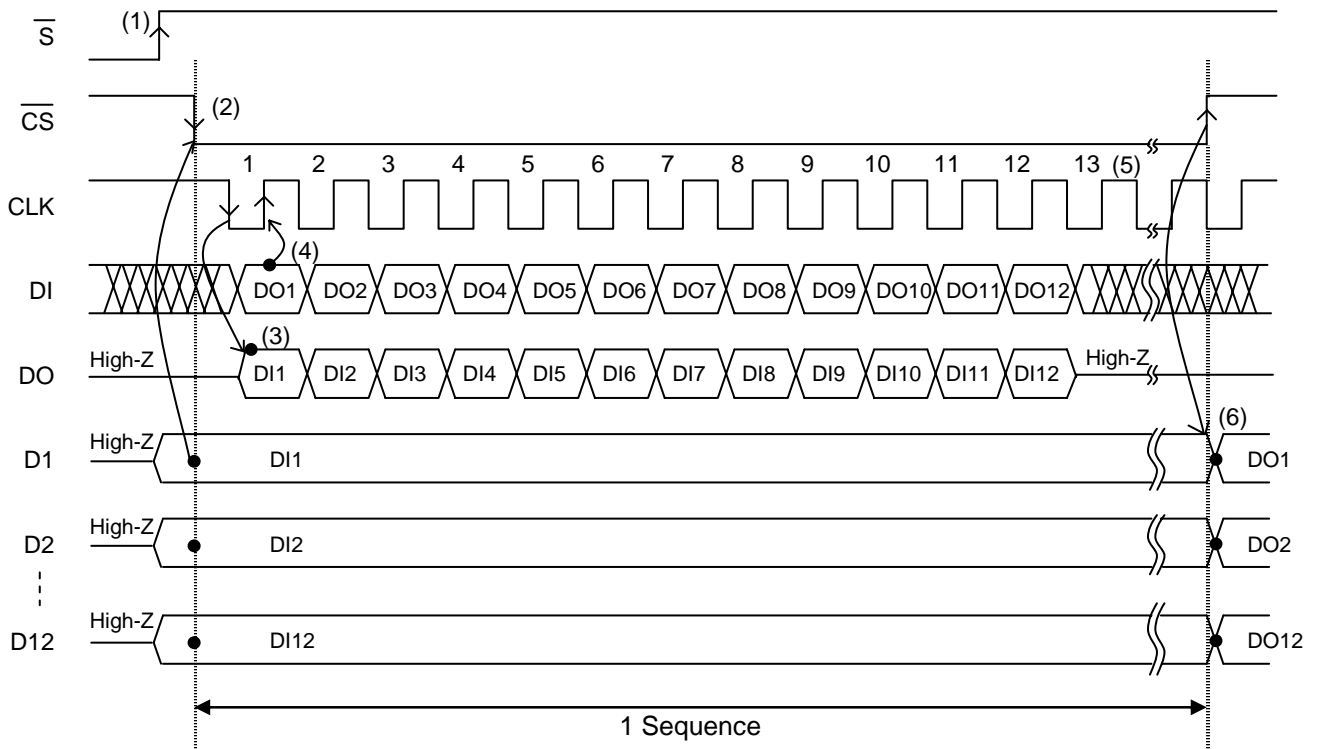 S (1)
CS (2)
1 2 3 4 5 6 7 8 9 10 11 12 13 (5)
CLK
(4)
DI DO1 DO2 DO3 DO4 DO5 DO6 DO7 DO8 DO9 DO10 DO11 DO12
(3)
DO High-Z DI1 DI2 DI3 DI4 DI5 DI6 DI7 DI8 DI9 DI10 DI11 DI12 High-Z
(6)
D1 High-Z DI1 DO1
D2 High-Z DI2 DO2
D12 High-Z DI12 DO12
1 Sequence